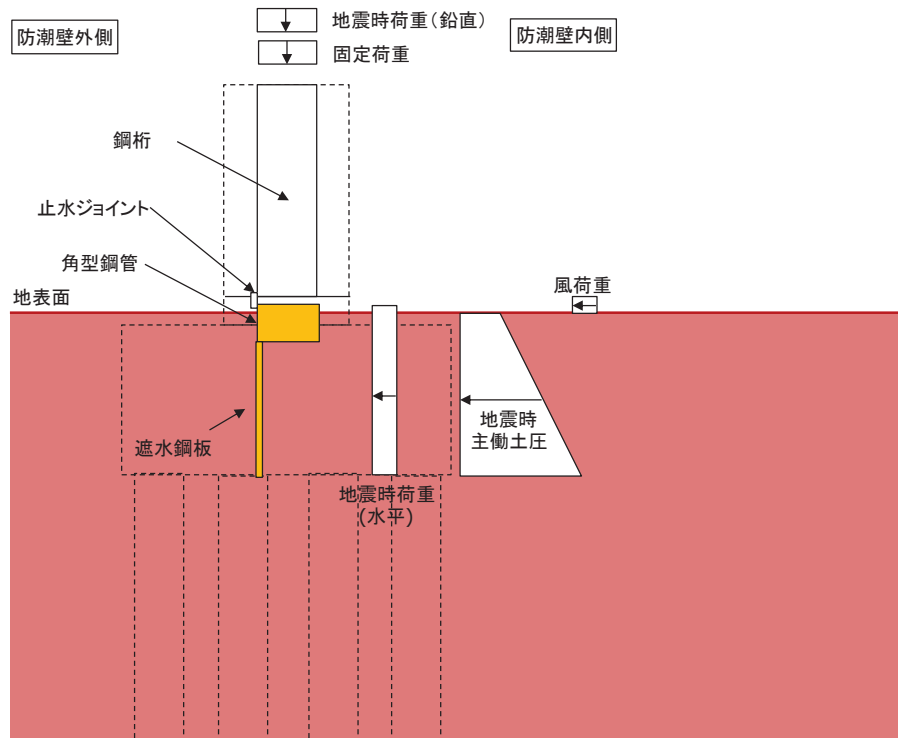 地震時荷重（鉛直）
防潮壁外側
防潮壁内側
固定荷重
鋼桁
止水ジョイント
角型鋼管
地表面
風荷重
地震時
主働土圧
遮水鋼板
地震時荷重
(水平)